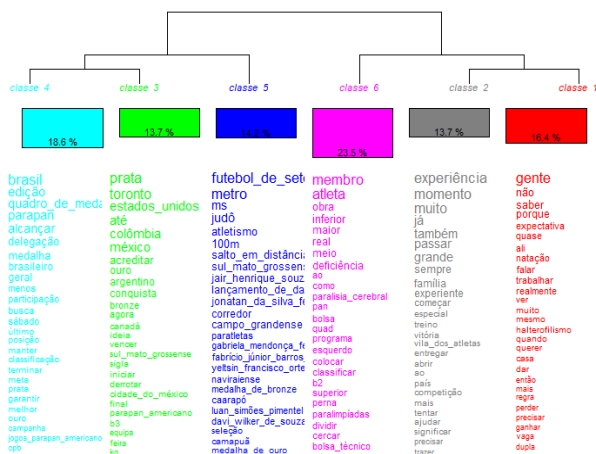 classe 4
classe 3
classe 5
classe 6
classe 2
classe 1
18.6 %
13.7 %
14.2 %
23.5 %
13.7 %
16.4 %
brasil
edição
quadro_de_meda
parapan
alcançar
delegação
medalha
brasileiro
geral
menos
participação
busca
sábado
último
posição
manter
classificação
terminar
meta
prata
garantir
melhor
ouro
campanha
jogos_parapan_americano
cpb
prata
toronto
estados_unidos
até
colômbia
méxico
acreditar
ouro
argentino
conquista
bronze
agora
canadá
ideia
vencer
sul_mato_grossense
sigla
iniciar
derrotar
cidade_do_méxico
final
parapan_americano
b3
equipa
feira
kg
futebol_de_set
metro
ms
judô
atletismo
100m
salto_em_distânci
sul_mato_grossens
jair_henrique_souz
lançamento_de_da
jonatan_da_silva_fe
corredor
campo_grandense
paratletas
gabriela_mendonça_fe
fabrício_júnior_barros_
yeltsin_francisco_orte
naviraiense
medalha_de_bronze
caarapó
luan_simões_pimentel
davi_wilker_de_souza
seleção
camapuã
medalha_de_ouro
membro
atleta
obra
inferior
maior
real
meio
deficiência
ao
como
paralisia_cerebral
pan
bolsa
quad
programa
esquerdo
colocar
classificar
b2
superior
perna
paralimpíadas
dividir
cercar
bolsa_técnico
experiência
momento
muito
já
também
passar
grande
sempre
família
experiente
começar
especial
treino
vitória
vila_dos_atletas
entregar
abrir
ao
país
competição
mais
tentar
ajudar
significar
precisar
trazer
gente
não
saber
porque
expectativa
quase
ali
natação
falar
trabalhar
realmente
ver
muito
mesmo
halterofilismo
quando
querer
casa
dar
então
mais
regra
perder
precisar
ganhar
vaga
dupla